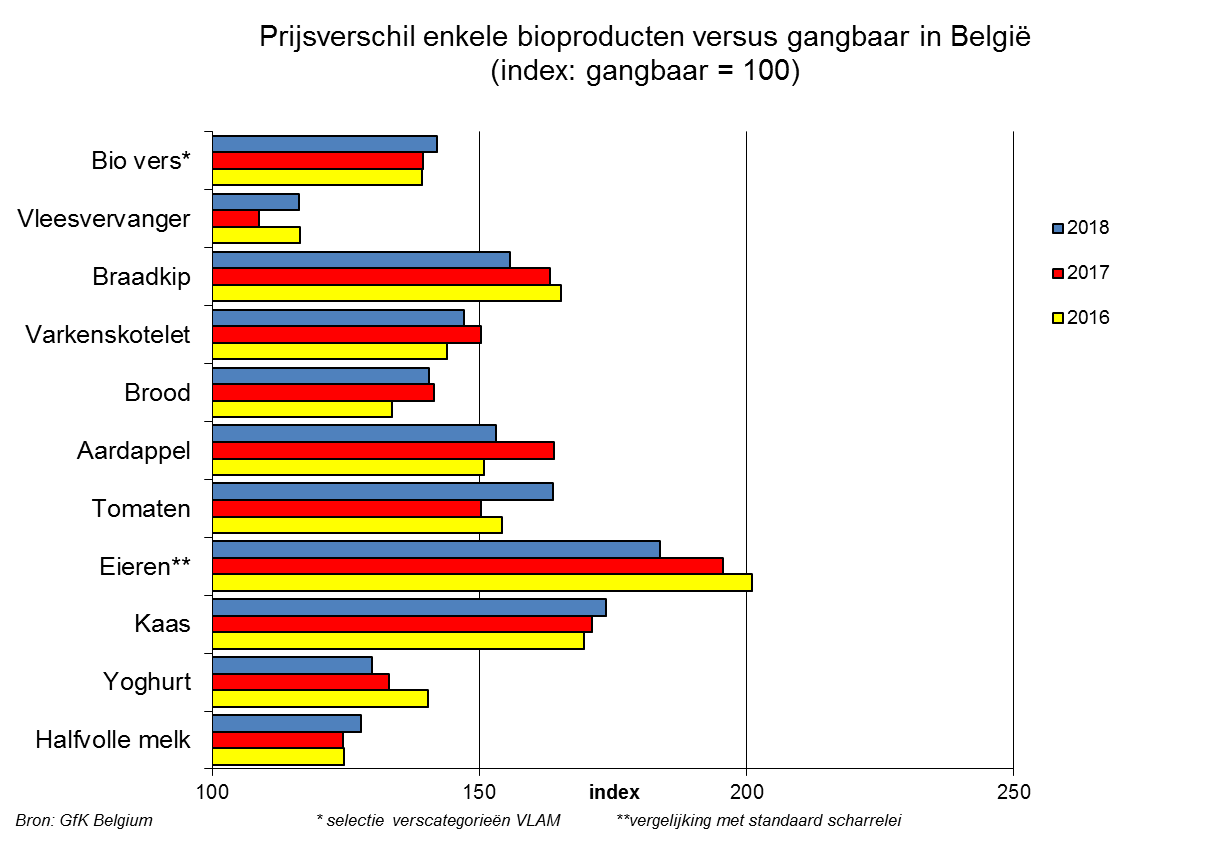 Prijsverschil enkele bioproducten versus gangbaar in België
(index: gangbaar = 100)
Bio vers*
Vleesvervanger
Braadkip
Varkenskotelet
Brood
Aardappel
Tomaten
Eieren**
Kaas
Yoghurt
Halfvolle melk
2018
2017
2016
100 150 index 200 250
Bron: GfK Belgium * selectie verscategorieën VLAM **vergelijking met standaard scharrelei